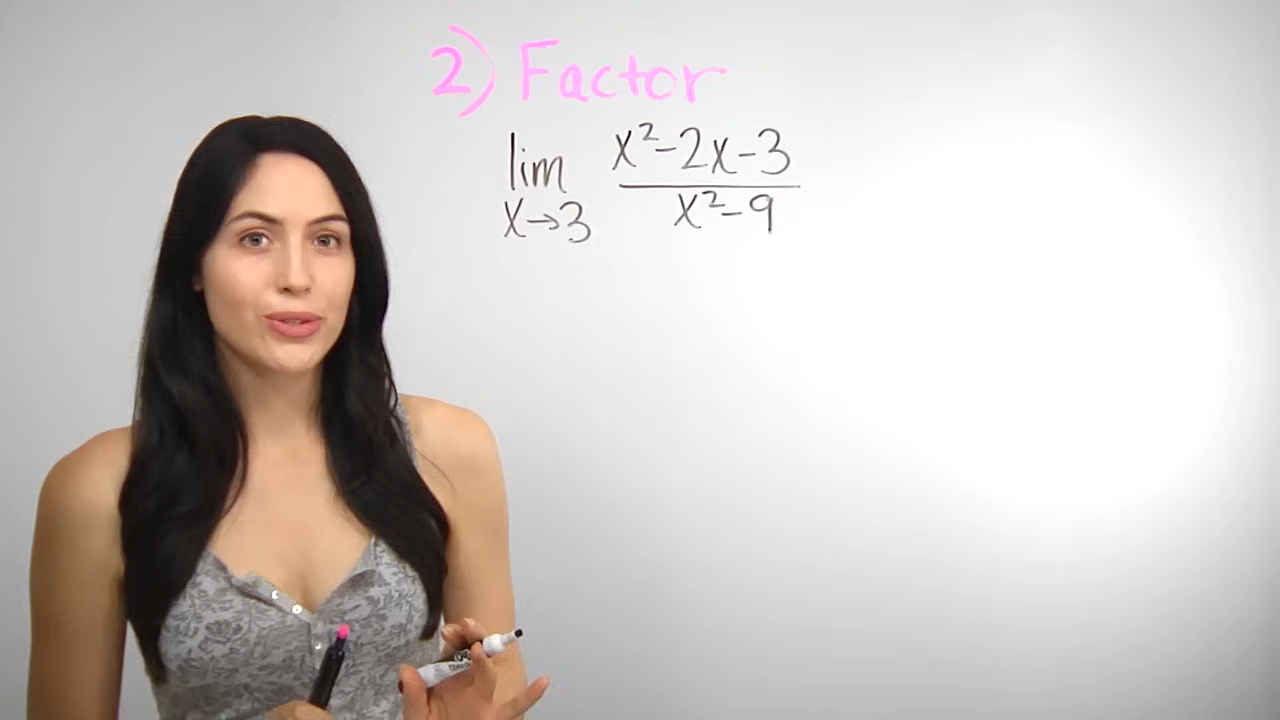 2) Factor
lim x²-2x-3
x→3 x²-9